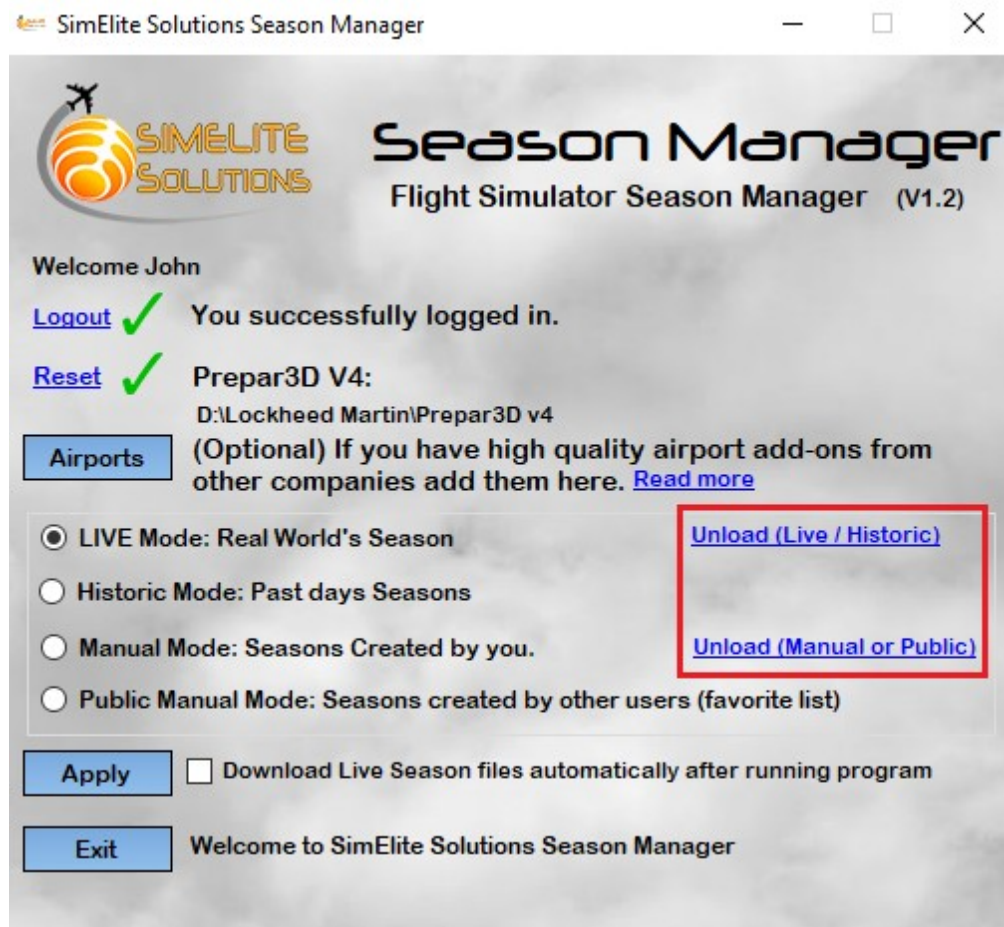 SimElite Solutions Season Manager
SIMELITE
SOLUTIONS
Season Manager
Flight Simulator Season Manager (V1.2)
Welcome John
Logout You successfully logged in.
Reset Prepar3D V4:
D:\Lockheed Martin\Prepar3D v4
Airports (Optional) If you have high quality airport add-ons from
other companies add them here. Read more
LIVE Mode: Real World's Season Unload (Live / Historic)
Historic Mode: Past days Seasons
Manual Mode: Seasons Created by you. Unload (Manual or Public)
Public Manual Mode: Seasons created by other users (favorite list)
Apply Download Live Season files automatically after running program
Exit Welcome to SimElite Solutions Season Manager